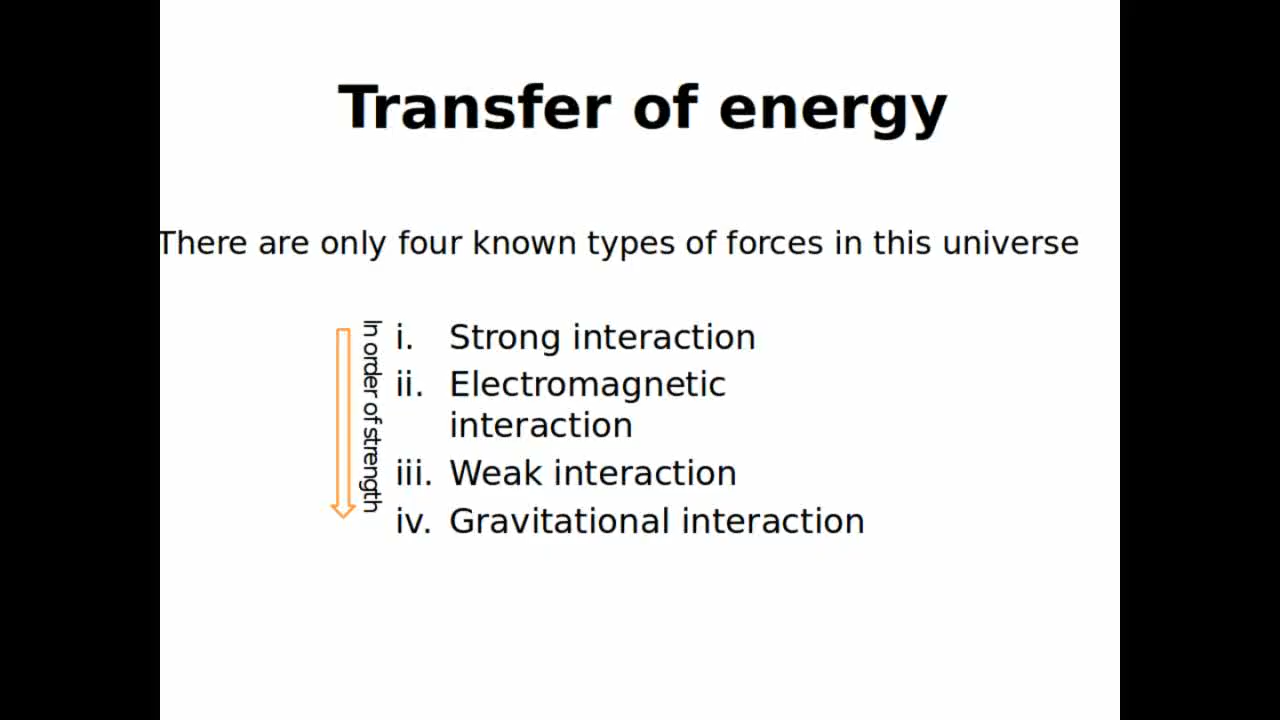 Transfer of energy
There are only four known types of forces in this universe
In order of strength
i. Strong interaction
ii. Electromagnetic
interaction
iii. Weak interaction
iv. Gravitational interaction